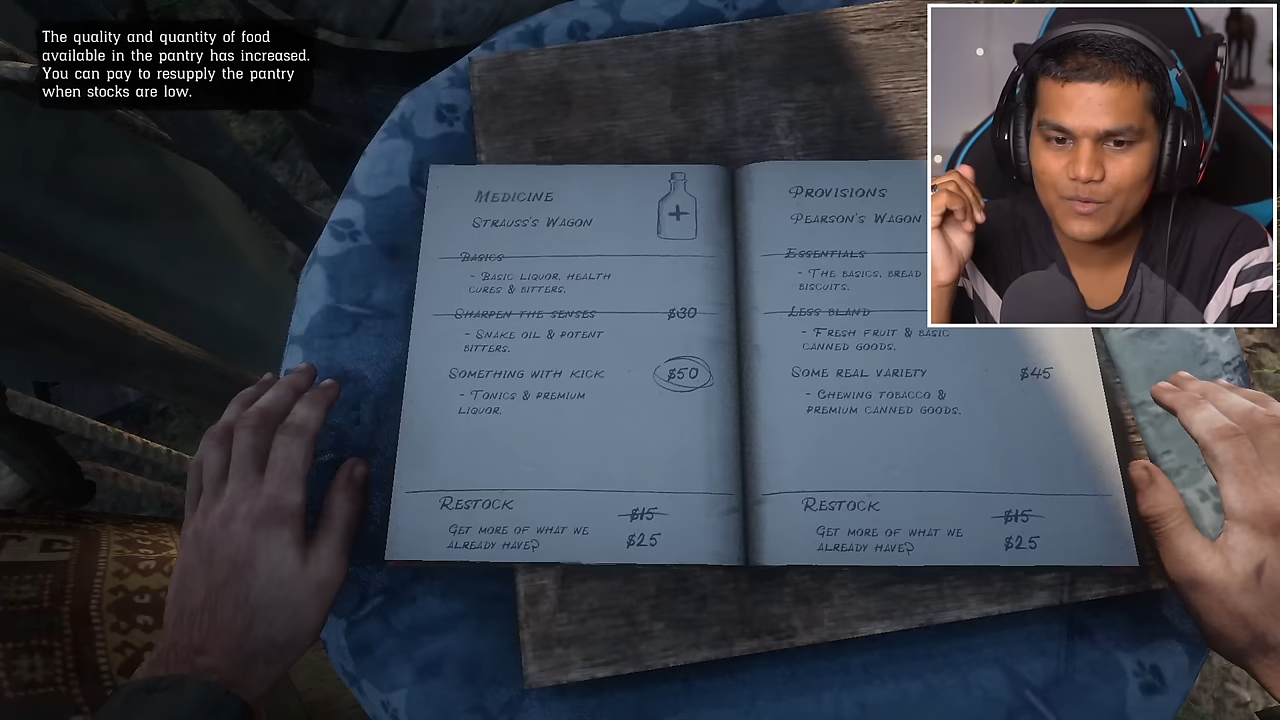 The quality and quantity of food
available in the pantry has increased.
You can pay to resupply the pantry
when stocks are low.
MEDICINE
STRAUSS'S WAGON
BASICS
- BASIC LIQUOR, HEALTH
CURES & BITTERS.
SHARPEN THE SENSES $30
- SNAKE OIL & POTENT
BITTERS.
SOMETHING WITH KICK $50
- TONICS & PREMIUM
LIQUOR.
RESTOCK $15
GET MORE OF WHAT WE
ALREADY HAVE? $25
PROVISIONS
PEARSON'S WAGON
ESSENTIALS
- THE BASICS, BREAD
BISCUITS.
LESS BLAND
- FRESH FRUIT & BASIC
CANNED GOODS.
SOME REAL VARIETY $45
- CHEWING TOBACCO &
PREMIUM CANNED GOODS.
RESTOCK $15
GET MORE OF WHAT WE
ALREADY HAVE? $25